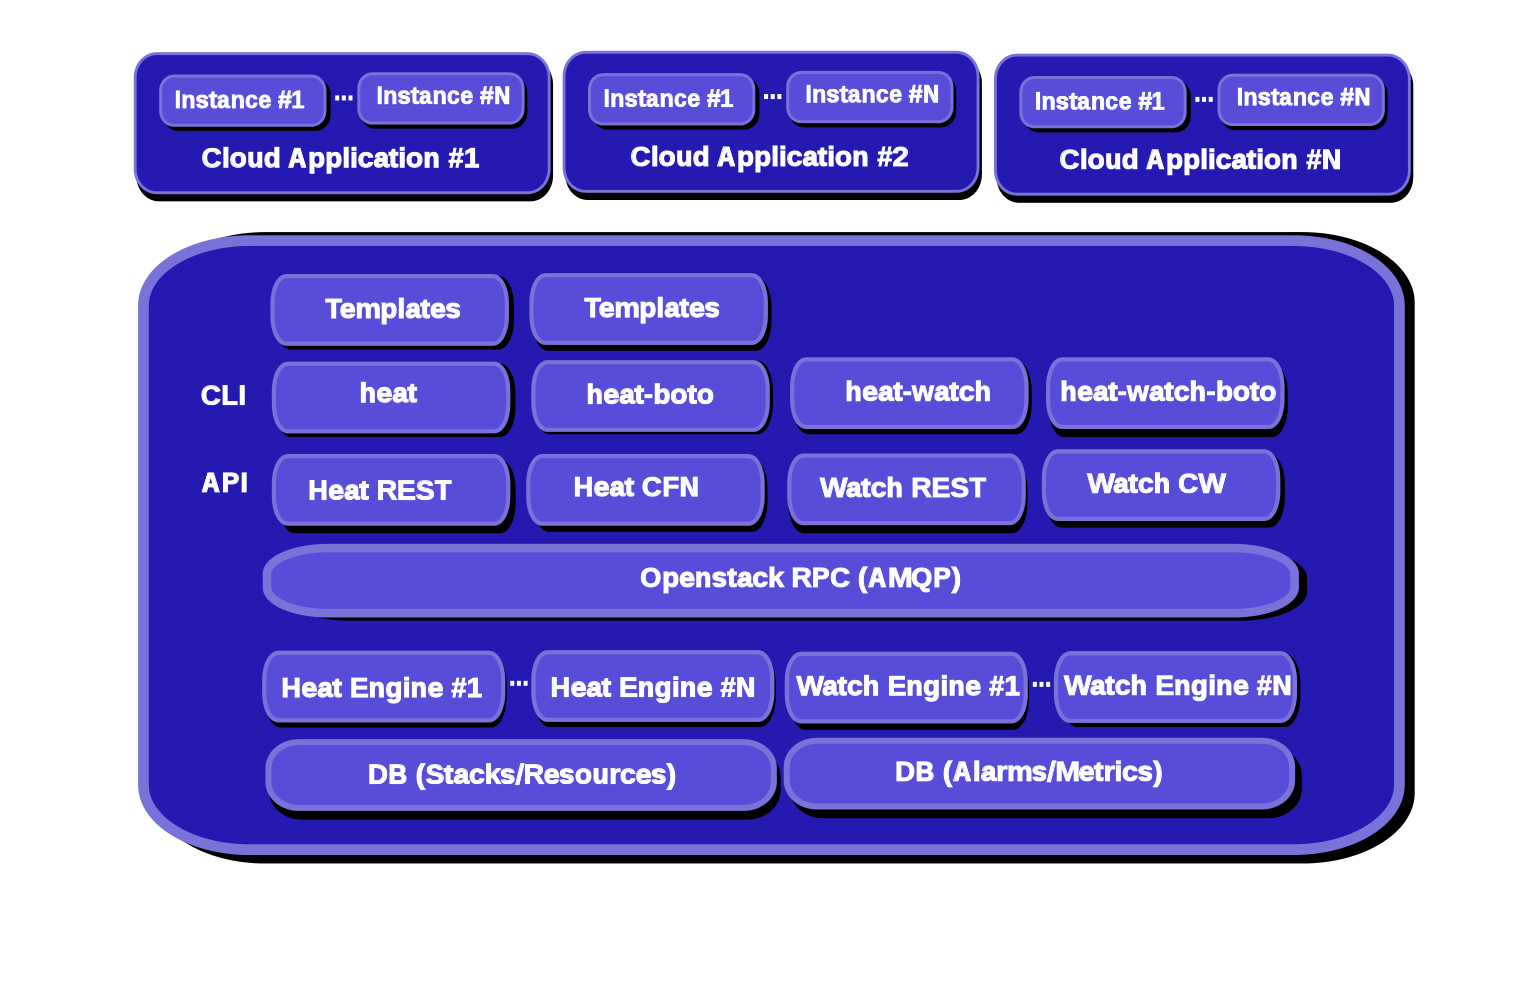 Instance #1 ... Instance #N
Cloud Application #1
Instance #1 ... Instance #N
Cloud Application #2
Instance #1 ... Instance #N
Cloud Application #N
Templates Templates
CLI heat heat-boto heat-watch heat-watch-boto
API Heat REST Heat CFN Watch REST Watch CW
Openstack RPC (AMQP)
Heat Engine #1 ... Heat Engine #N Watch Engine #1 ... Watch Engine #N
DB (Stacks/Resources) DB (Alarms/Metrics)